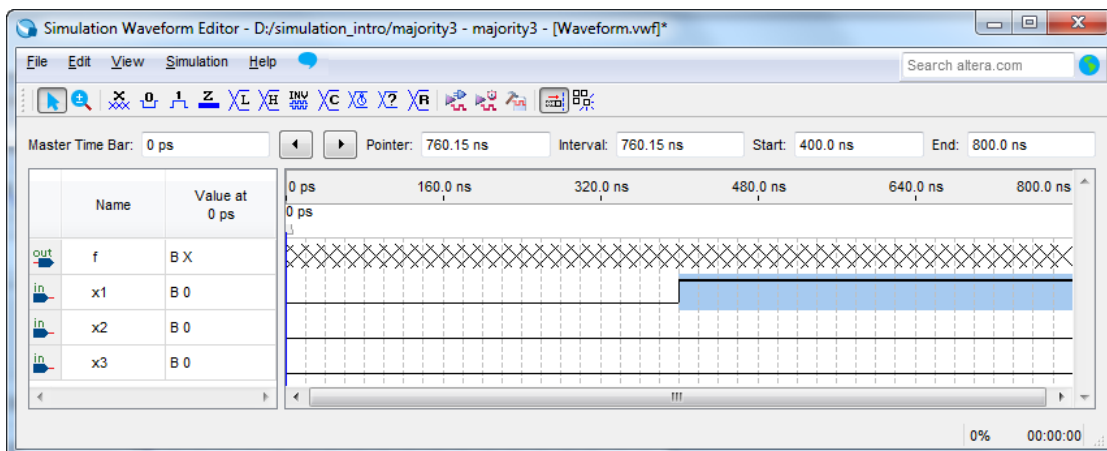 Simulation Waveform Editor - D:/simulation_intro/majority3 - majority3 - [Waveform.vwf]*
File Edit View Simulation Help Search altera.com
Master Time Bar: 0 ps Pointer: 760.15 ns Interval: 760.15 ns Start: 400.0 ns End: 800.0 ns
Name Value at 0 ps
0 ps 160.0 ns 320.0 ns 480.0 ns 640.0 ns 800.0 ns
0 ps
out f B X
in x1 B 0
in x2 B 0
in x3 B 0
0% 00:00:00